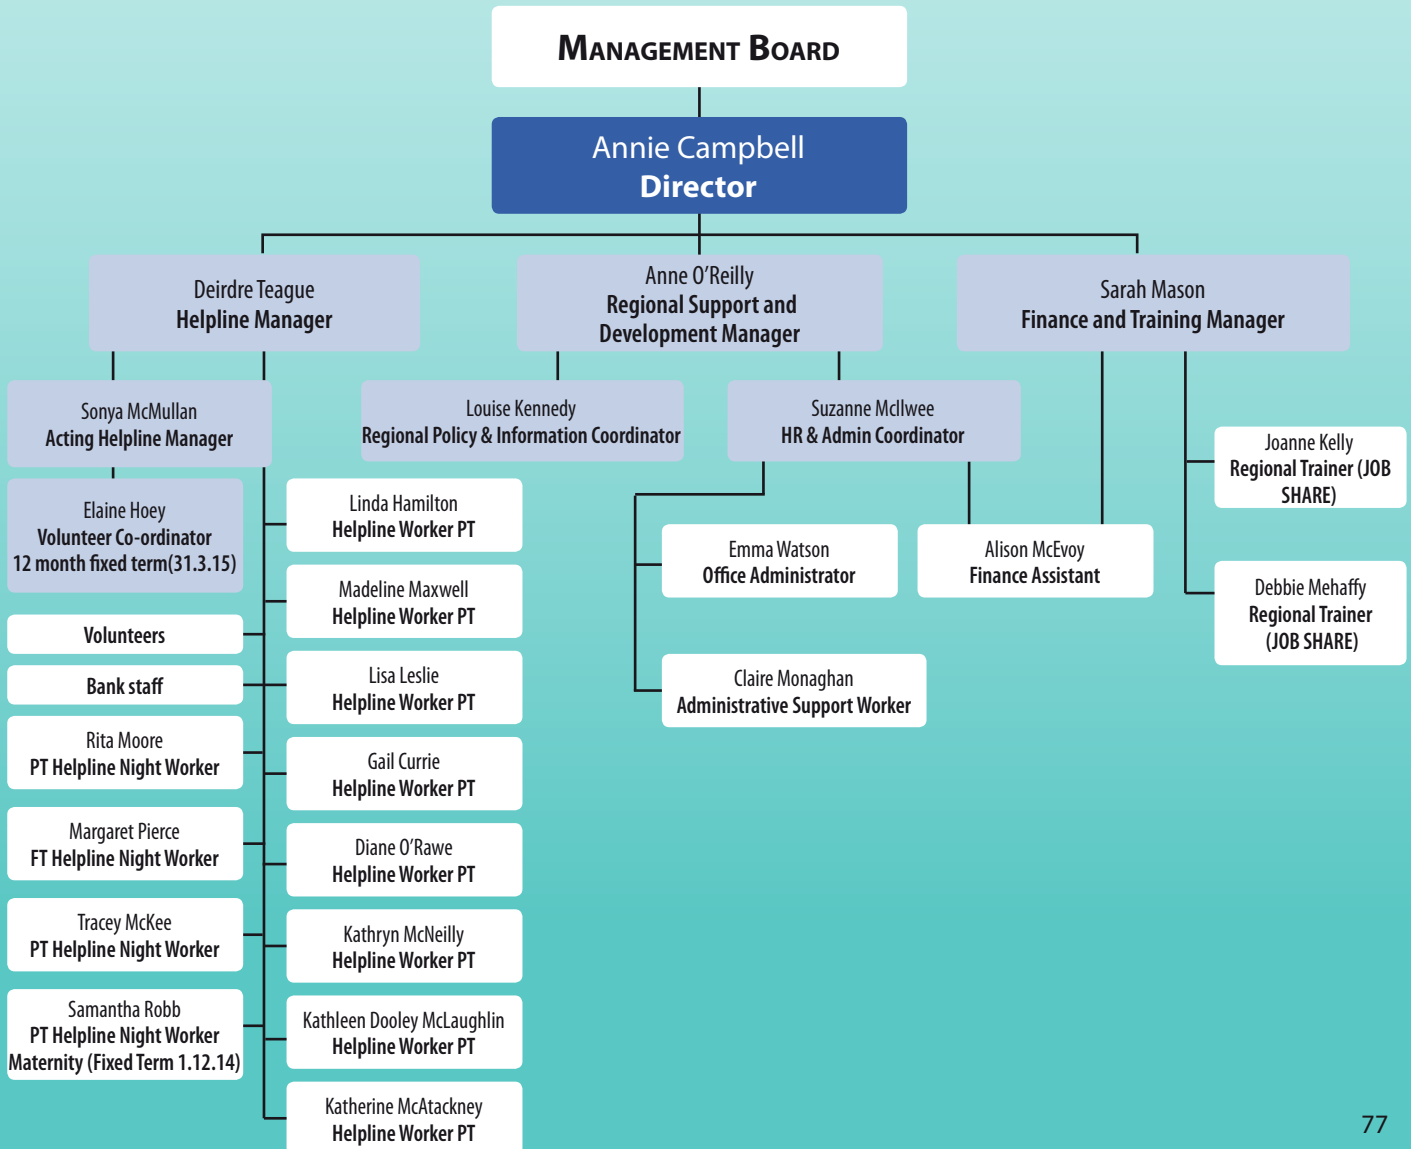 MANAGEMENT BOARD
Annie Campbell
Director
Deirdre Teague
Helpline Manager
Anne O'Reilly
Regional Support and
Development Manager
Sarah Mason
Finance and Training Manager
Sonya McMullan
Acting Helpline Manager
Louise Kennedy
Regional Policy & Information Coordinator
Suzanne McIlwee
HR & Admin Coordinator
Elaine Hoey
Volunteer Co-ordinator
12 month fixed term(31.3.15)
Volunteers
Bank staff
Rita Moore
PT Helpline Night Worker
Margaret Pierce
FT Helpline Night Worker
Tracey McKee
PT Helpline Night Worker
Samantha Robb
PT Helpline Night Worker
Maternity (Fixed Term 1.12.14)
Linda Hamilton
Helpline Worker PT
Madeline Maxwell
Helpline Worker PT
Lisa Leslie
Helpline Worker PT
Gail Currie
Helpline Worker PT
Diane O'Rawe
Helpline Worker PT
Kathryn McNeilly
Helpline Worker PT
Kathleen Dooley McLaughlin
Helpline Worker PT
Katherine McAtackney
Helpline Worker PT
Emma Watson
Office Administrator
Claire Monaghan
Administrative Support Worker
Alison McEvoy
Finance Assistant
Joanne Kelly
Regional Trainer (JOB
SHARE)
Debbie Mehaffy
Regional Trainer
(JOB SHARE)
77